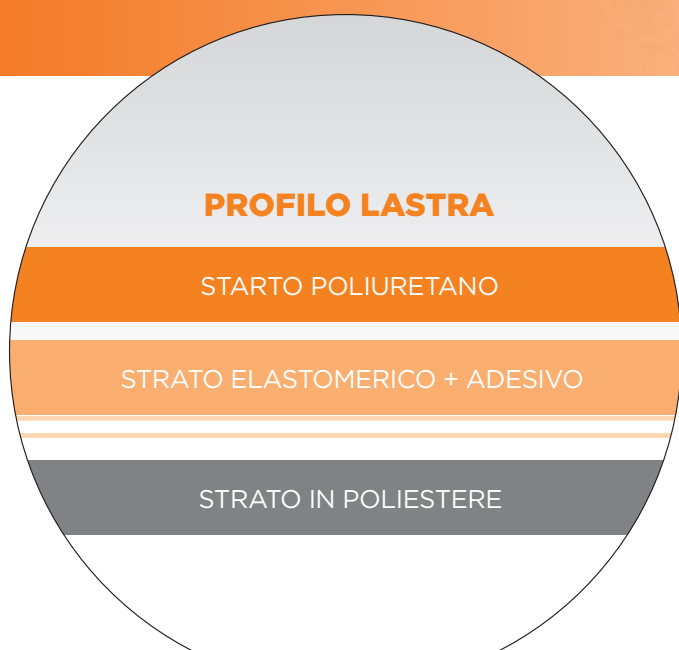 PROFILO LASTRA
STARTO POLIURETANO
STRATO ELASTOMERICO + ADESIVO
STRATO IN POLIESTERE